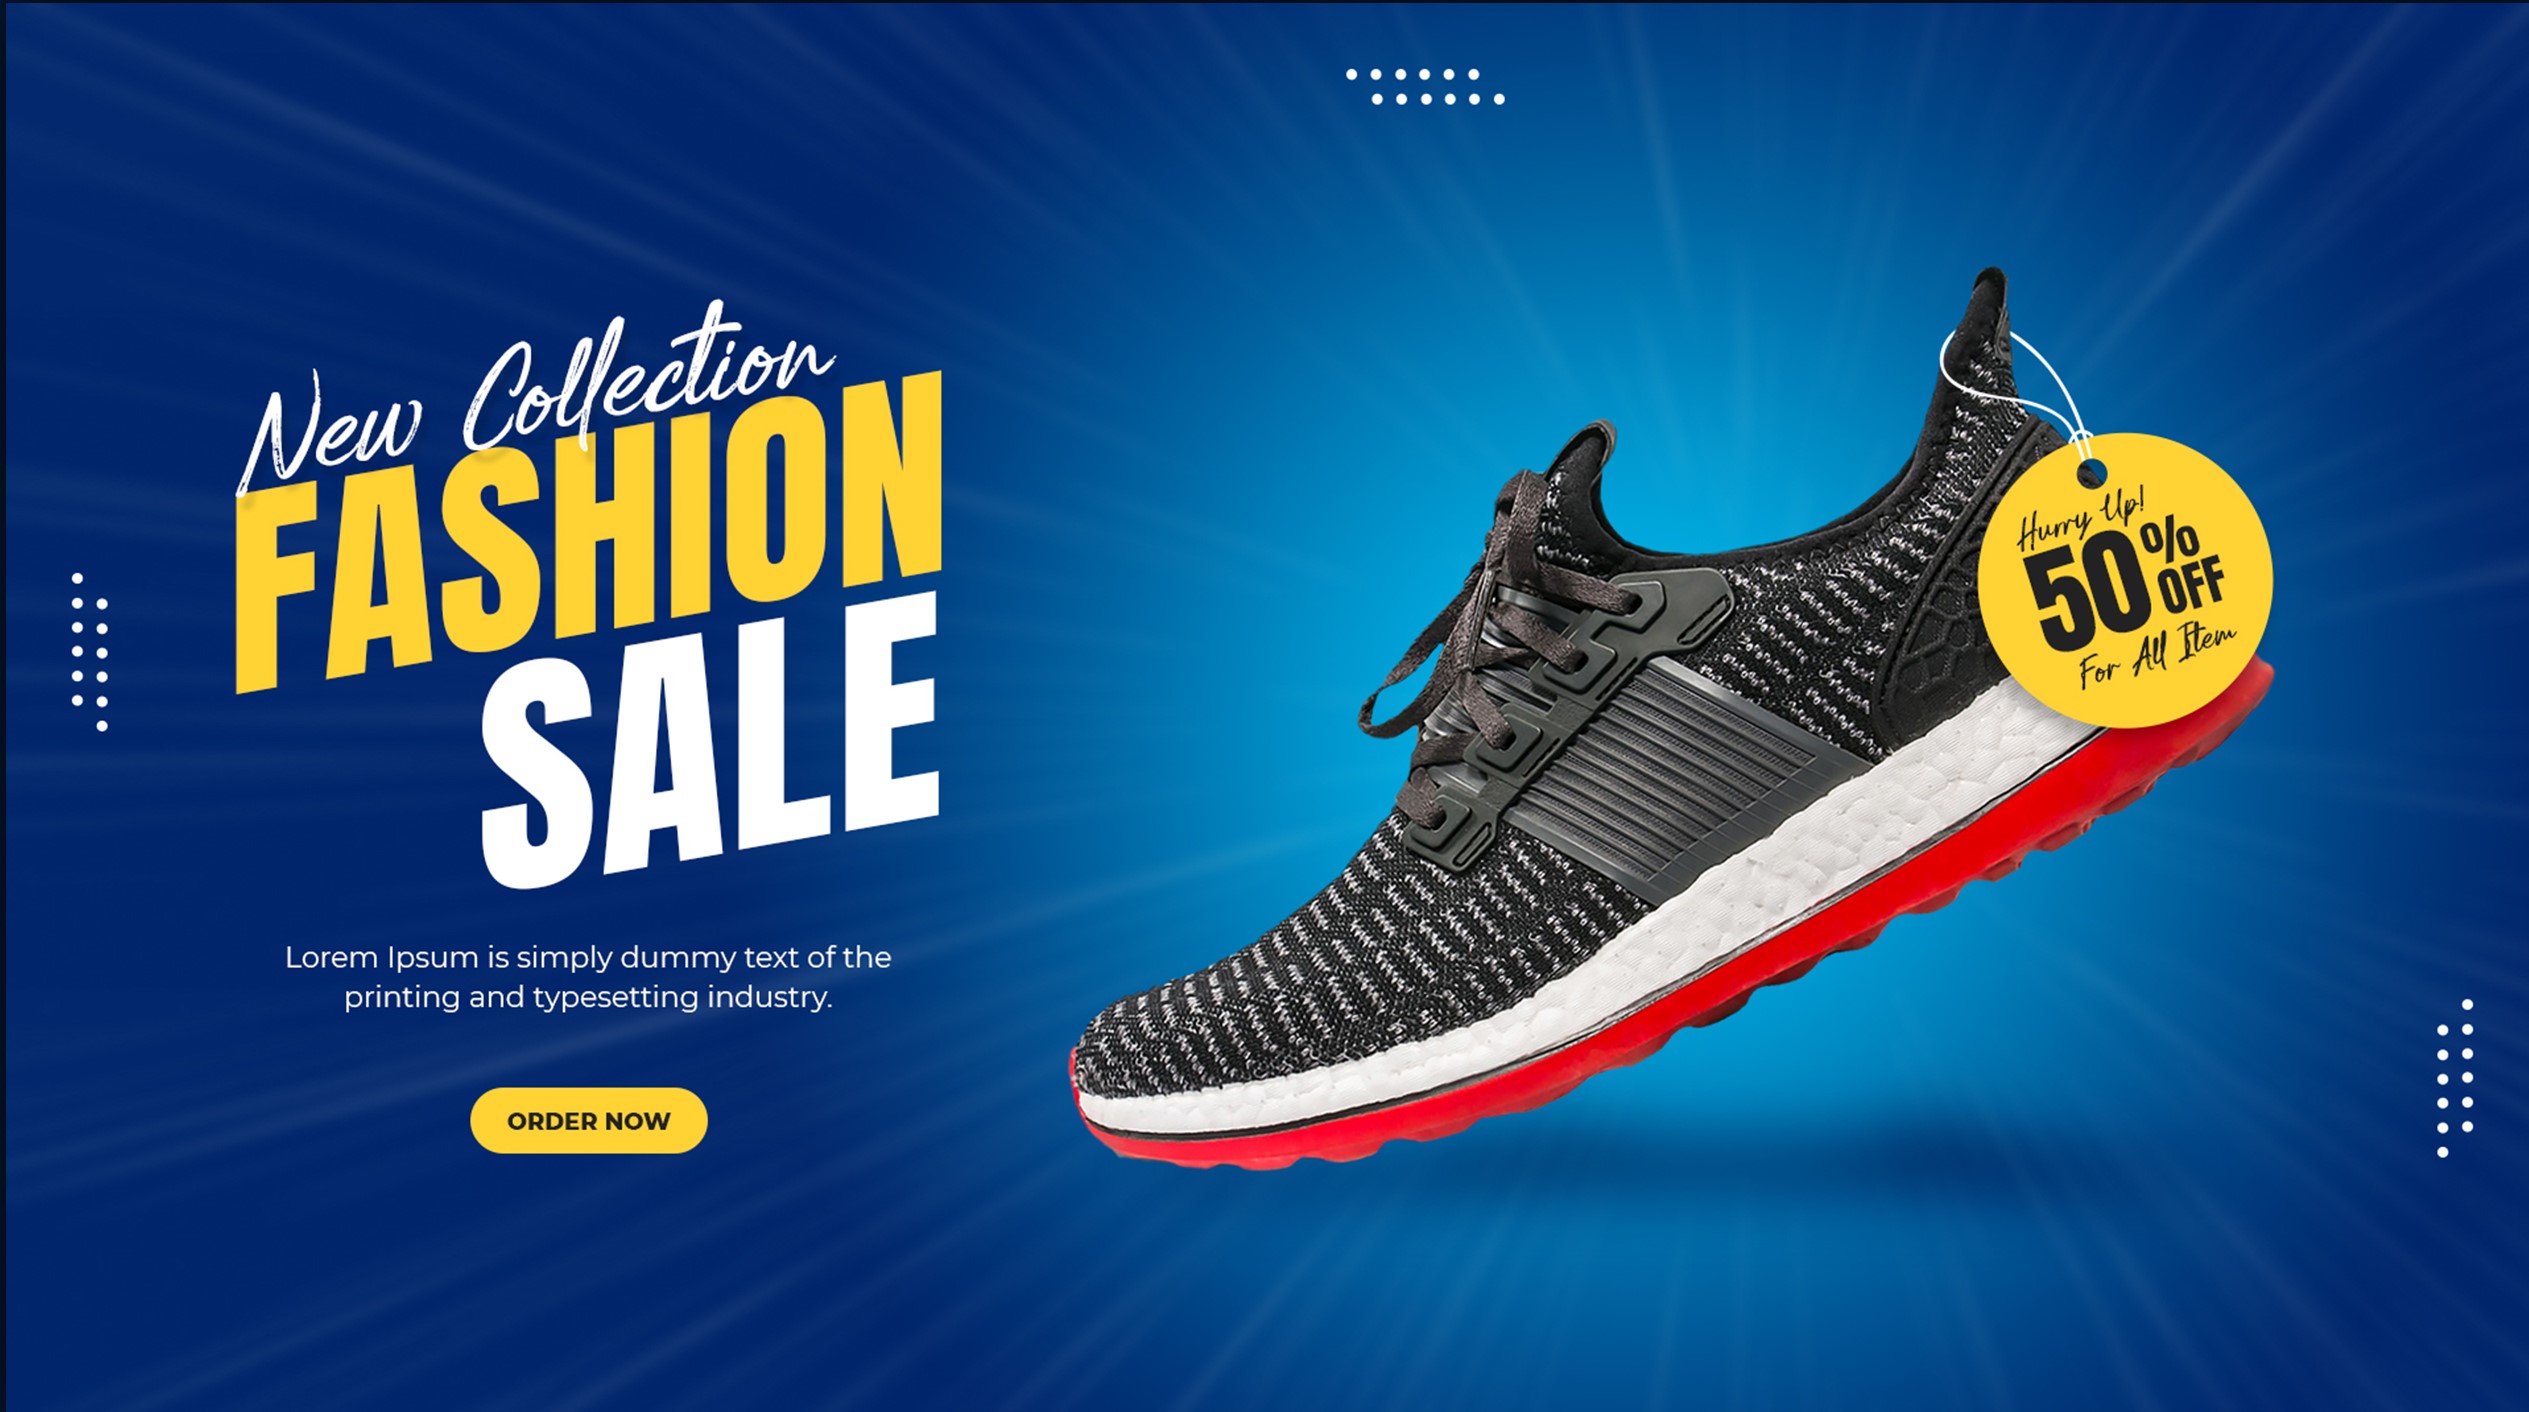 New Collection
FASHION
SALE
Lorem Ipsum is simply dummy text of the
printing and typesetting industry.
ORDER NOW
Hurry Up!
50% OFF
For All Item